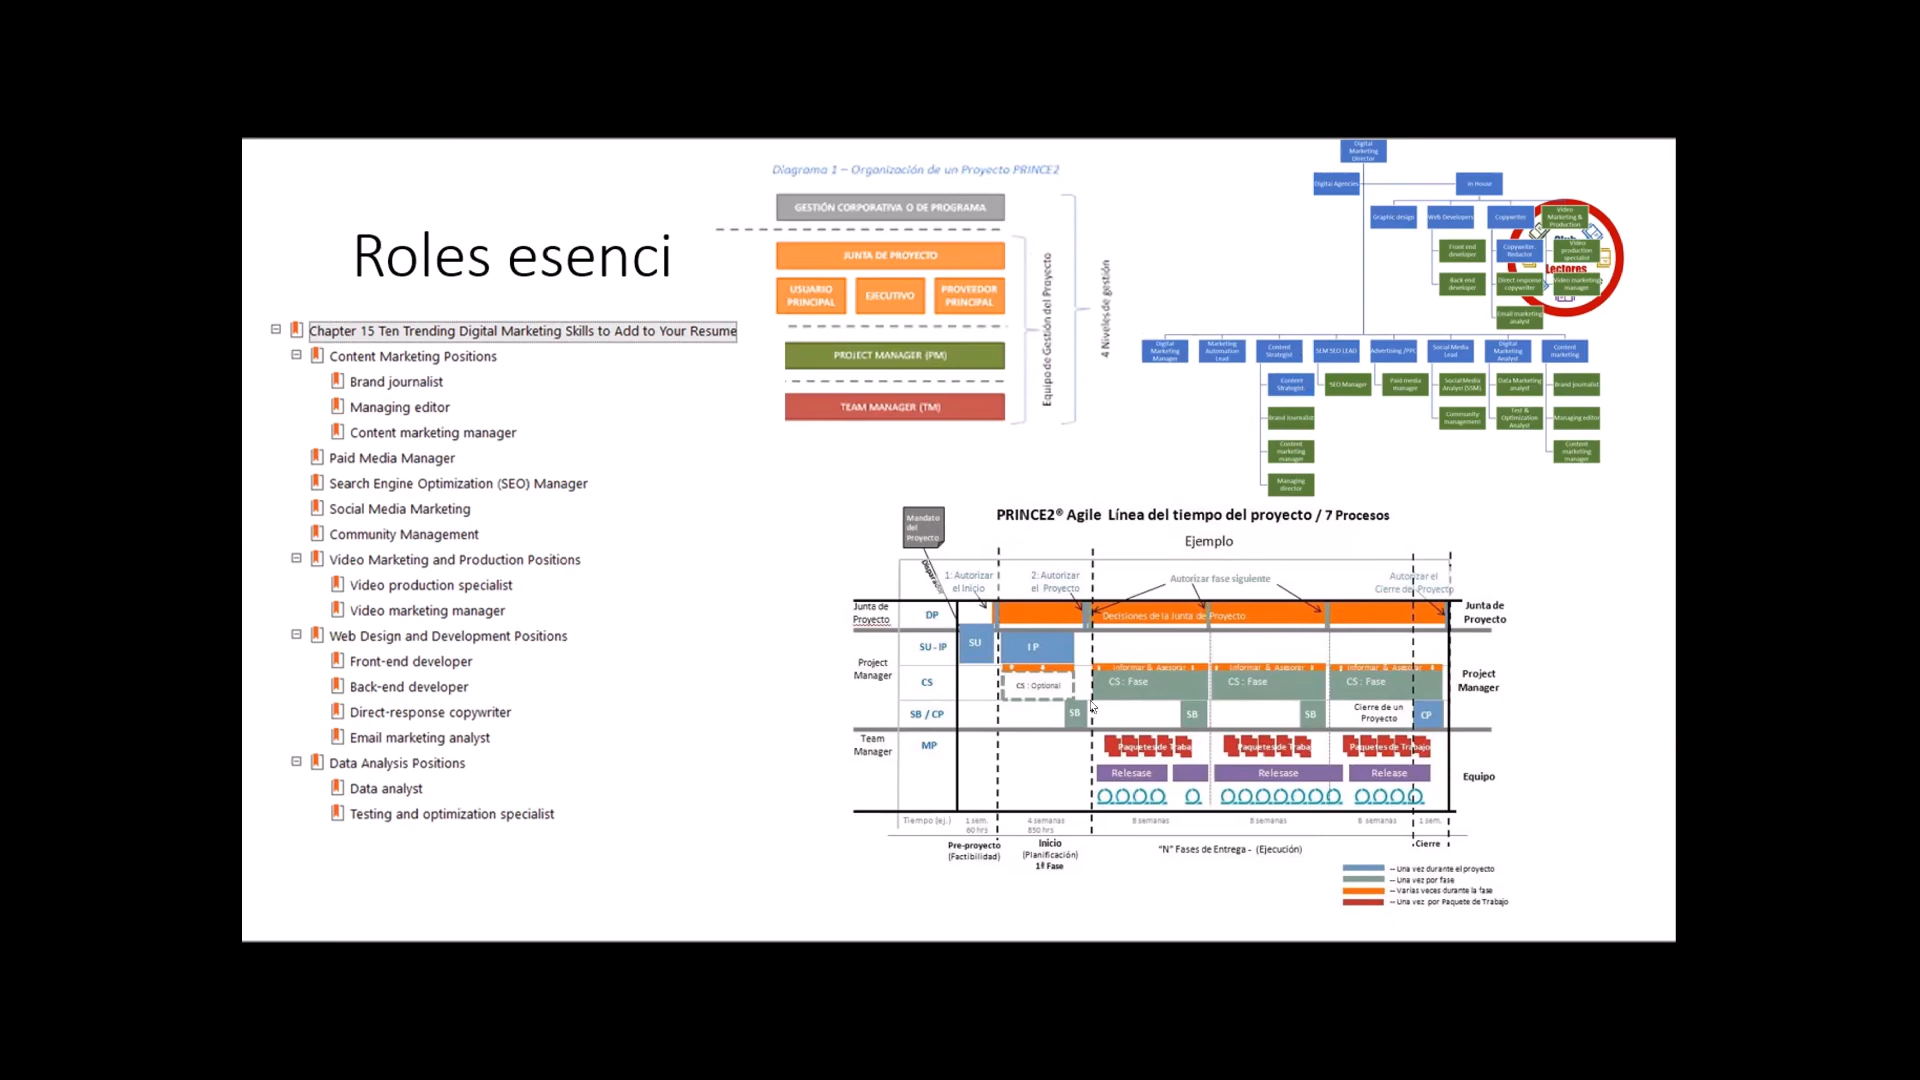 Roles esenci
Chapter 15 Ten Trending Digital Marketing Skills to Add to Your Resume
Content Marketing Positions
Brand journalist
Managing editor
Content marketing manager
Paid Media Manager
Search Engine Optimization (SEO) Manager
Social Media Marketing
Community Management
Video Marketing and Production Positions
Video production specialist
Video marketing manager
Web Design and Development Positions
Front-end developer
Back-end developer
Direct-response copywriter
Email marketing analyst
Data Analysis Positions
Data analyst
Testing and optimization specialist
Diagrama 1 – Organización de un Proyecto PRINCE2
GESTIÓN CORPORATIVA O DE PROGRAMA
JUNTA DE PROYECTO
USUARIO
PRINCIPAL
EJECUTIVO
PROVEEDOR
PRINCIPAL
PROJECT MANAGER (PM)
TEAM MANAGER (TM)
Equipo de Gestión del Proyecto
4 Niveles de gestión
Digital
Marketing
Director
Digital Agencies
In House
Graphic design
Web Developers
Copywriter
Video
Marketing &
Production
Front end
developer
Copywriter.
Redactor
Video
production
specialist
Back end
developer
Direct response
copywriter
Video marketing
manager
Email marketing
analyst
Lectores
Digital
Marketing
Manager
Marketing
Automation
Lead
Content
Strategist
SEM SEO LEAD
Advertising /PPC
Social Media
Lead
Digital
Marketing
Analyst
Content
marketing
Content
Strategist.
SEO Manager
Paid media
manager
Social Media
Analyst (SSM)
Data Marketing
analyst
Brand journalist
Brand Journalist
Community
management
Test &
Optimization
Analyst
Managing editor
Content
marketing
manager
Content
marketing
manager
Managing
director
PRINCE2® Agile Línea del tiempo del proyecto / 7 Procesos
Ejemplo
Mandato
del
Proyecto
Disparador
1: Autorizar
el Inicio
2: Autorizar
el Proyecto
Autorizar fase siguiente
Autorizar el
Cierre del Proyecto
Junta de
Proyecto
DP
Decisiones de la Junta de Proyecto
Junta de
Proyecto
SU - IP
SU
I P
Project
Manager
CS
CS : Optional
Informar & Asesorar
Informar & Asesorar
Informar & Asesorar
CS : Fase
CS : Fase
CS : Fase
Project
Manager
SB / CP
SB
SB
SB
Cierre de un
Proyecto
CP
Team
Manager
MP
Paquetes de Traba
Paquetes de Traba
Paquetes de Trabajo
Relesase
Relesase
Release
Equipo
Tiempo (ej.)
1 sem.
60 hrs
4 semanas
850 hrs
8 semanas
8 semanas
8 semanas
1 sem.
Pre-proyecto
(Factibilidad)
Inicio
(Planificación)
1ª Fase
"N" Fases de Entrega - (Ejecución)
Cierre
-- Una vez durante el proyecto
-- Una vez por fase
-- Varias veces durante la fase
-- Una vez por Paquete de Trabajo